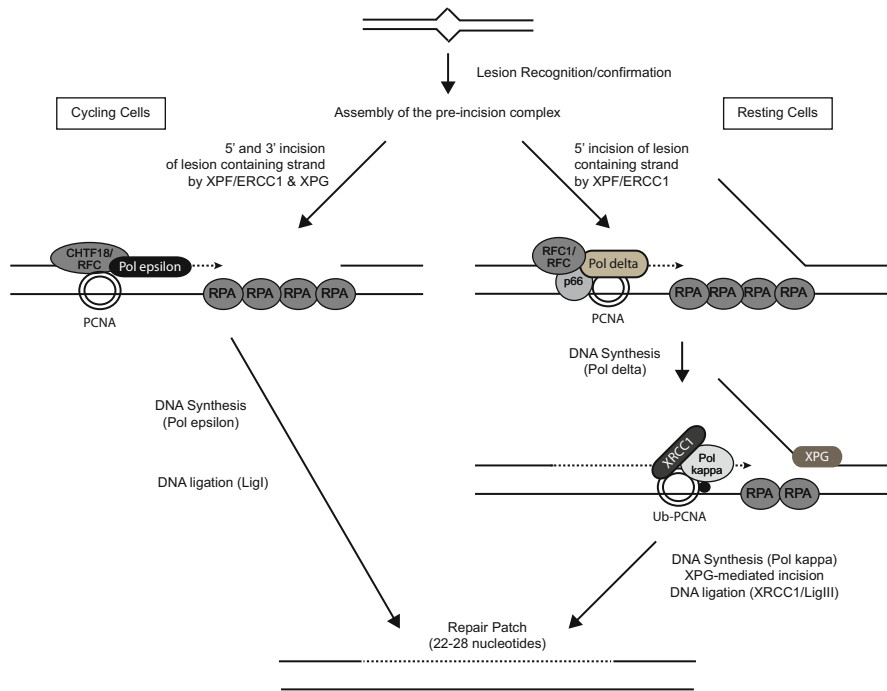 Lesion Recognition/confirmation
Cycling Cells
Assembly of the pre-incision complex
Resting Cells
5' and 3' incision
of lesion containing strand
by XPF/ERCC1 & XPG
5' incision of lesion
containing strand
by XPF/ERCC1
CHTF18/
RFC
Pol epsilon
PCNA
RPA
RPA
RPA
RPA
RFC1/
RFC
Pol delta
p66
PCNA
RPA
RPA
RPA
RPA
DNA Synthesis
(Pol delta)
DNA Synthesis
(Pol epsilon)
DNA ligation (LigI)
XRCC1
Pol
kappa
XPG
Ub-PCNA
RPA
RPA
DNA Synthesis (Pol kappa)
XPG-mediated incision
DNA ligation (XRCC1/LigIII)
Repair Patch
(22-28 nucleotides)